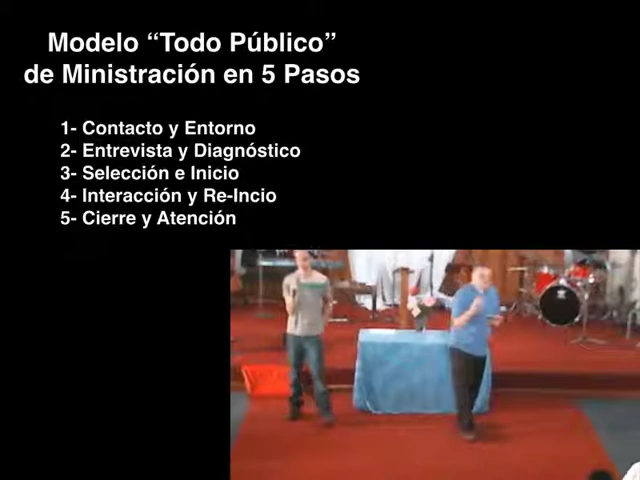 Modelo “Todo Público”
de Ministración en 5 Pasos
1- Contacto y Entorno
2- Entrevista y Diagnóstico
3- Selección e Inicio
4- Interacción y Re-Incio
5- Cierre y Atención